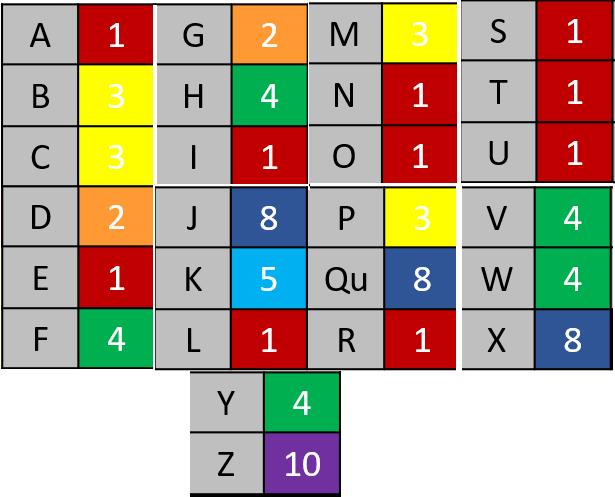 A 1 G 2 M 3 S 1
B 3 H 4 N 1 T 1
C 3 I 1 O 1 U 1
D 2 J 8 P 3 V 4
E 1 K 5 Qu 8 W 4
F 4 L 1 R 1 X 8
Y 4
Z 10